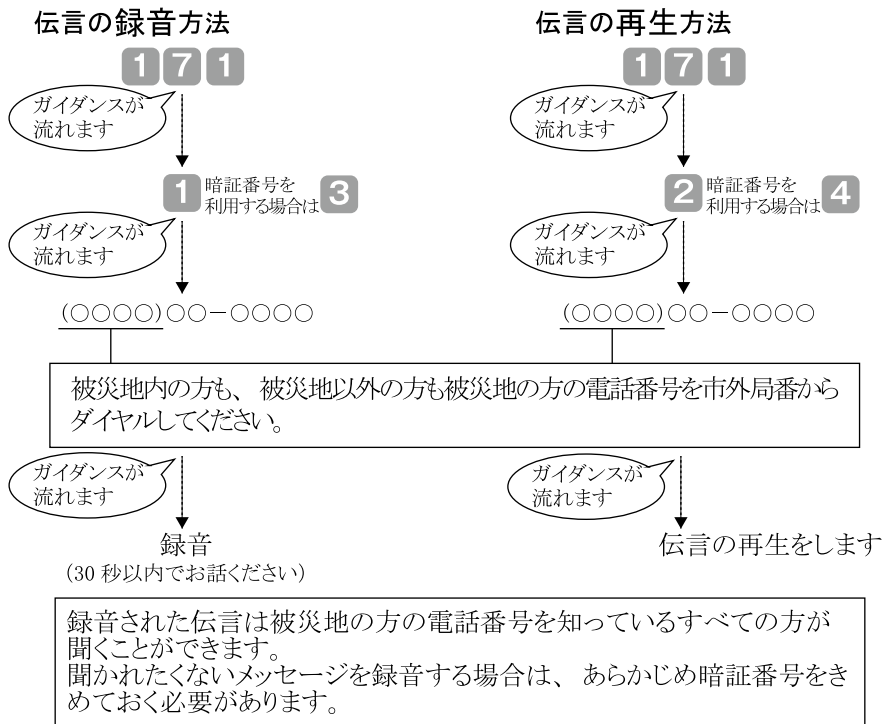 伝言の録音方法
171
ガイダンスが
流れます
1 暗証番号を
利用する場合は 3
ガイダンスが
流れます
(○○○○)○○－○○○○
伝言の再生方法
171
ガイダンスが
流れます
2 暗証番号を
利用する場合は 4
ガイダンスが
流れます
(○○○○)○○－○○○○
被災地内の方も、被災地以外の方も被災地の方の電話番号を市外局番から
ダイヤルしてください。
ガイダンスが
流れます
録音
(30 秒以内でお話ください)
ガイダンスが
流れます
伝言の再生をします
録音された伝言は被災地の方の電話番号を知っているすべての方が
聞くことができます。
聞かれたくないメッセージを録音する場合は、あらかじめ暗証番号をき
めておく必要があります。